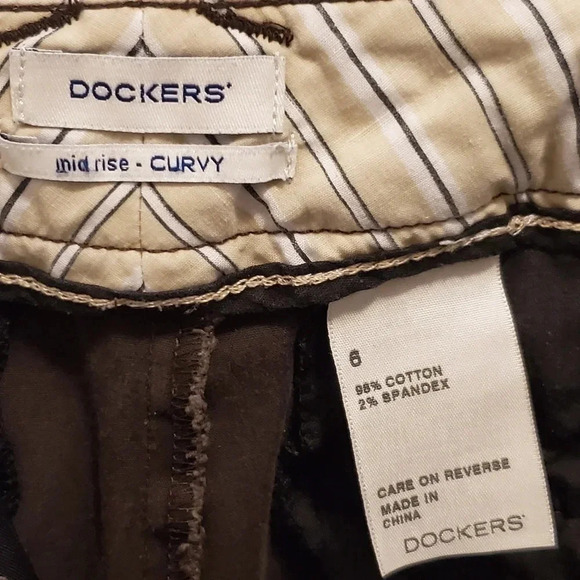 DOCKERS®
mid rise - CURVY
6
98% COTTON
2% SPANDEX
CARE ON REVERSE
MADE IN
CHINA
DOCKERS®